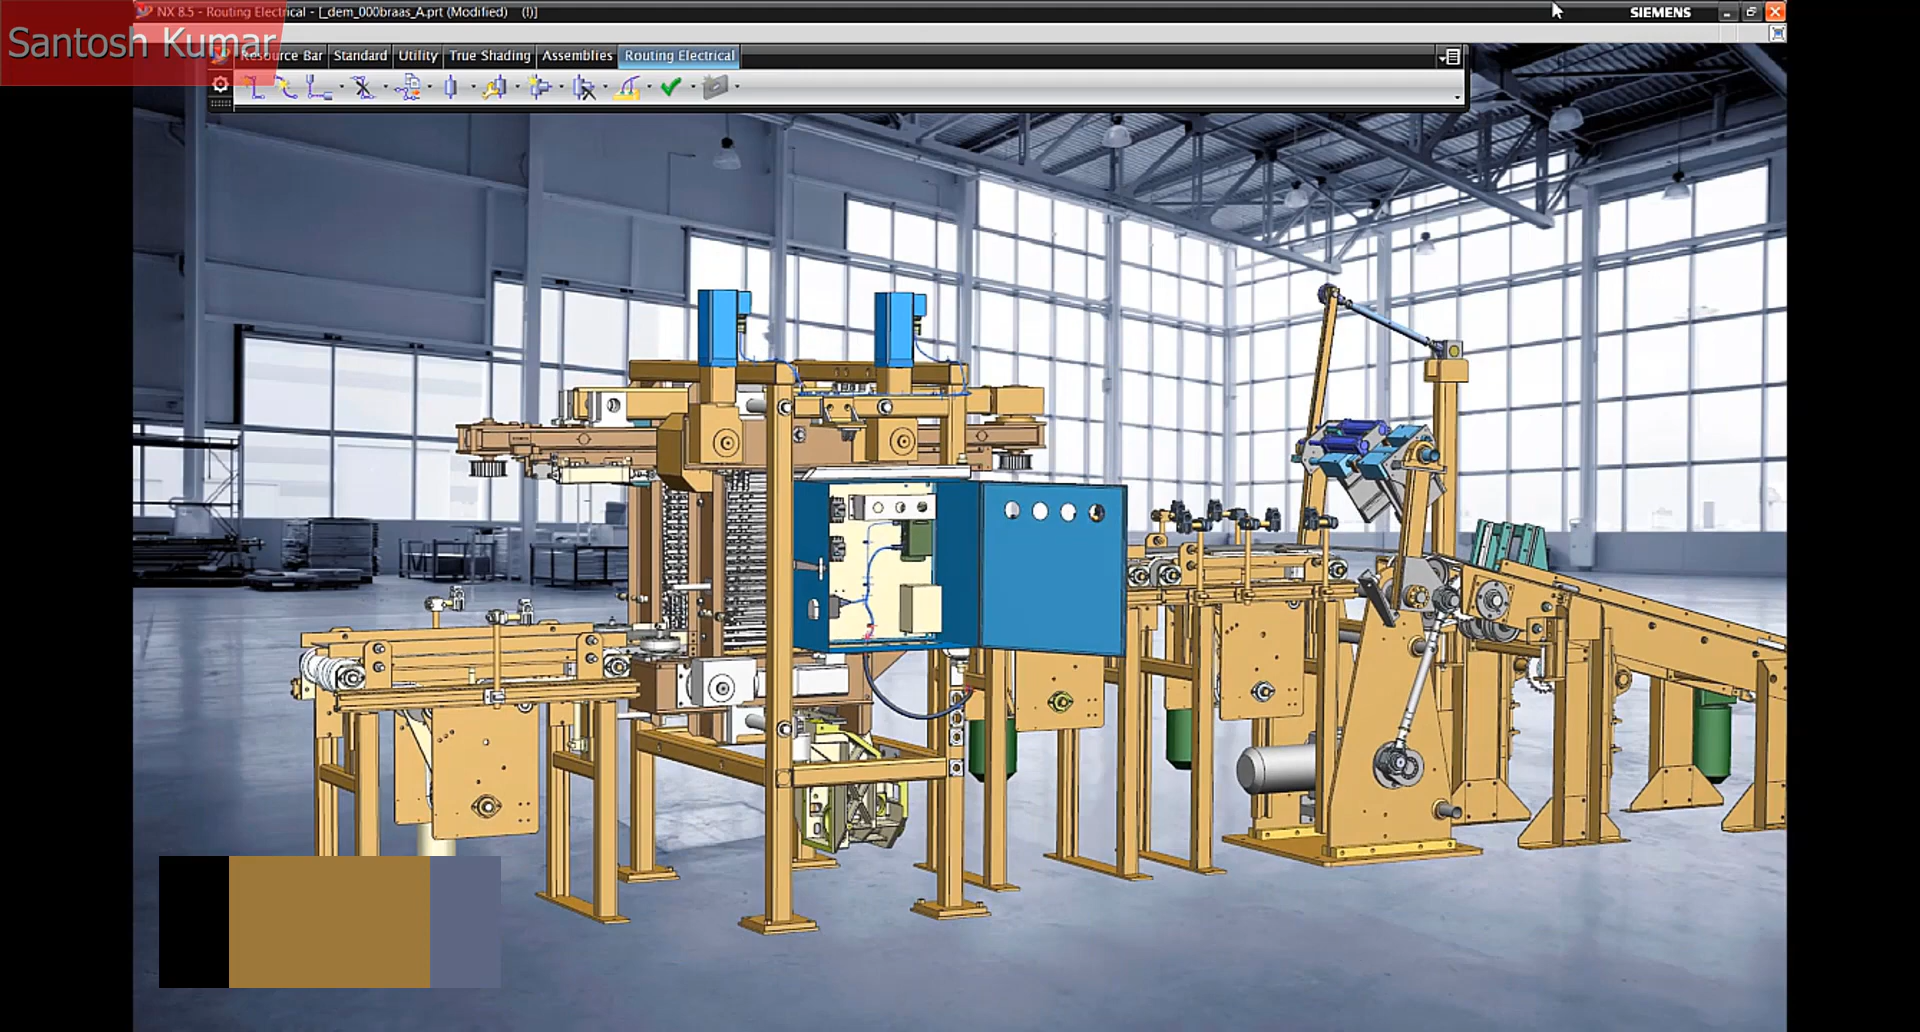 NX 8.5 - Routing Electrical - [_dem_000braas_A.prt (Modified) (!)]
SIEMENS
Santosh Kumar
Resource Bar Standard Utility True Shading Assemblies Routing Electrical